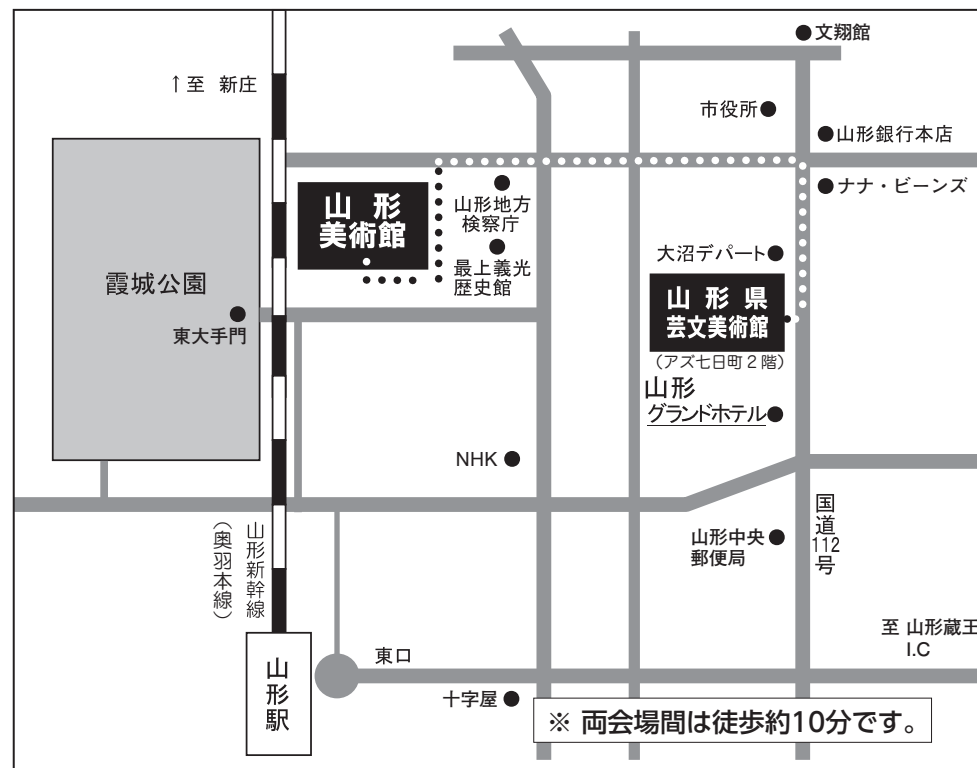 文翔館
↑至 新庄
市役所
山形銀行本店
山 形
美術館
山形地方
検察庁
ナナ・ビーンズ
最上義光
歴史館
大沼デパート
霞城公園
東大手門
山 形 県
芸文美術館
（アズ七日町２階）
山形
グランドホテル
NHK
国道112号
山形新幹線
（奥羽本線）
山形中央
郵便局
至 山形蔵王
I.C
東口
山形駅
十字屋
※ 両会場間は徒歩約10分です。